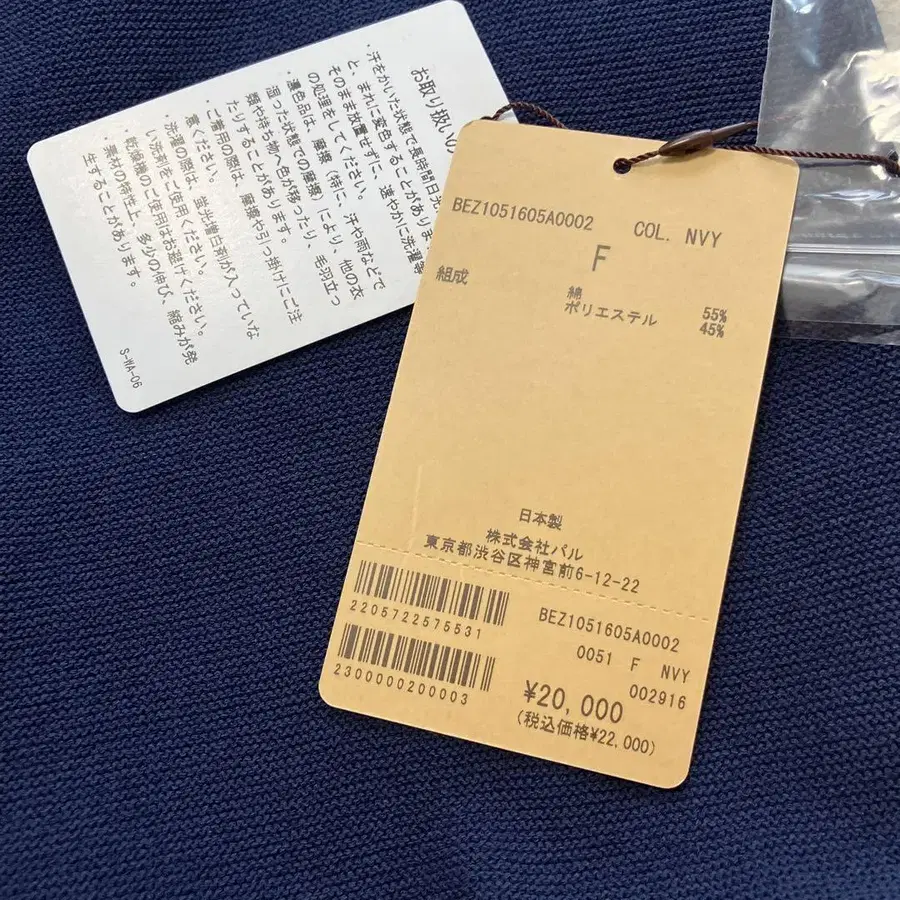 お取り扱いの
・汗をかいた状態で長時間日光
と、まれに変色することがあります
そのまま放置せずに、速やかに洗濯等
の処理をしてください。
・濃色品は、摩擦（特に、汗や雨などで
湿った状態での摩擦）により、他の衣
類や持ち物へ色が移ったり、毛羽立っ
たりすることがあります。
・ご着用の際は、摩擦や引っ掛けにご注
意ください。
・洗濯の際は、蛍光増白剤が入っていな
い洗剤をご使用ください。
・乾燥機のご使用はお避けください。
・素材の特性上、多少の伸び、縮みが発
生することがあります。
S-WA-06
BEZ1051605A0002 COL. NVY
F
組成
綿 55%
ポリエステル 45%
日本製
株式会社パル
東京都渋谷区神宮前6-12-22
2205722575531
2300000200003
BEZ1051605A0002
0051 F NVY
002916
¥20,000
(税込価格¥22,000)